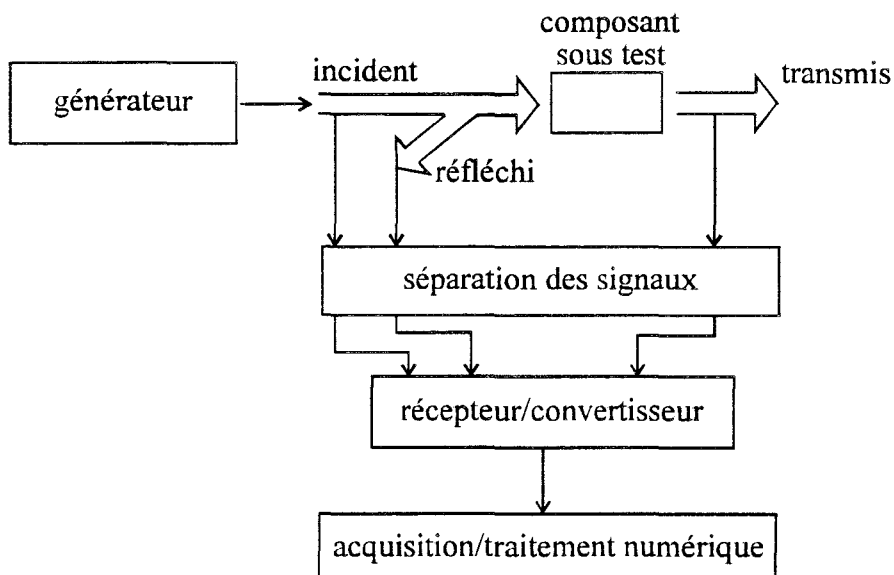 composant
sous test
incident
transmis
générateur
réfléchi
séparation des signaux
récepteur/convertisseur
acquisition/traitement numérique